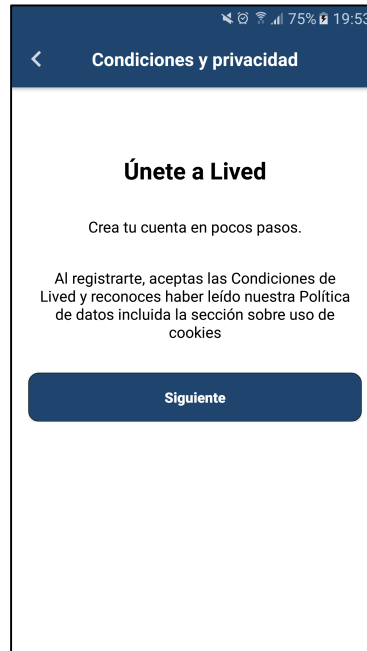 75% 19:53
Condiciones y privacidad
Únete a Lived
Crea tu cuenta en pocos pasos.
Al registrarte, aceptas las Condiciones de
Lived y reconoces haber leído nuestra Política
de datos incluida la sección sobre uso de
cookies
Siguiente